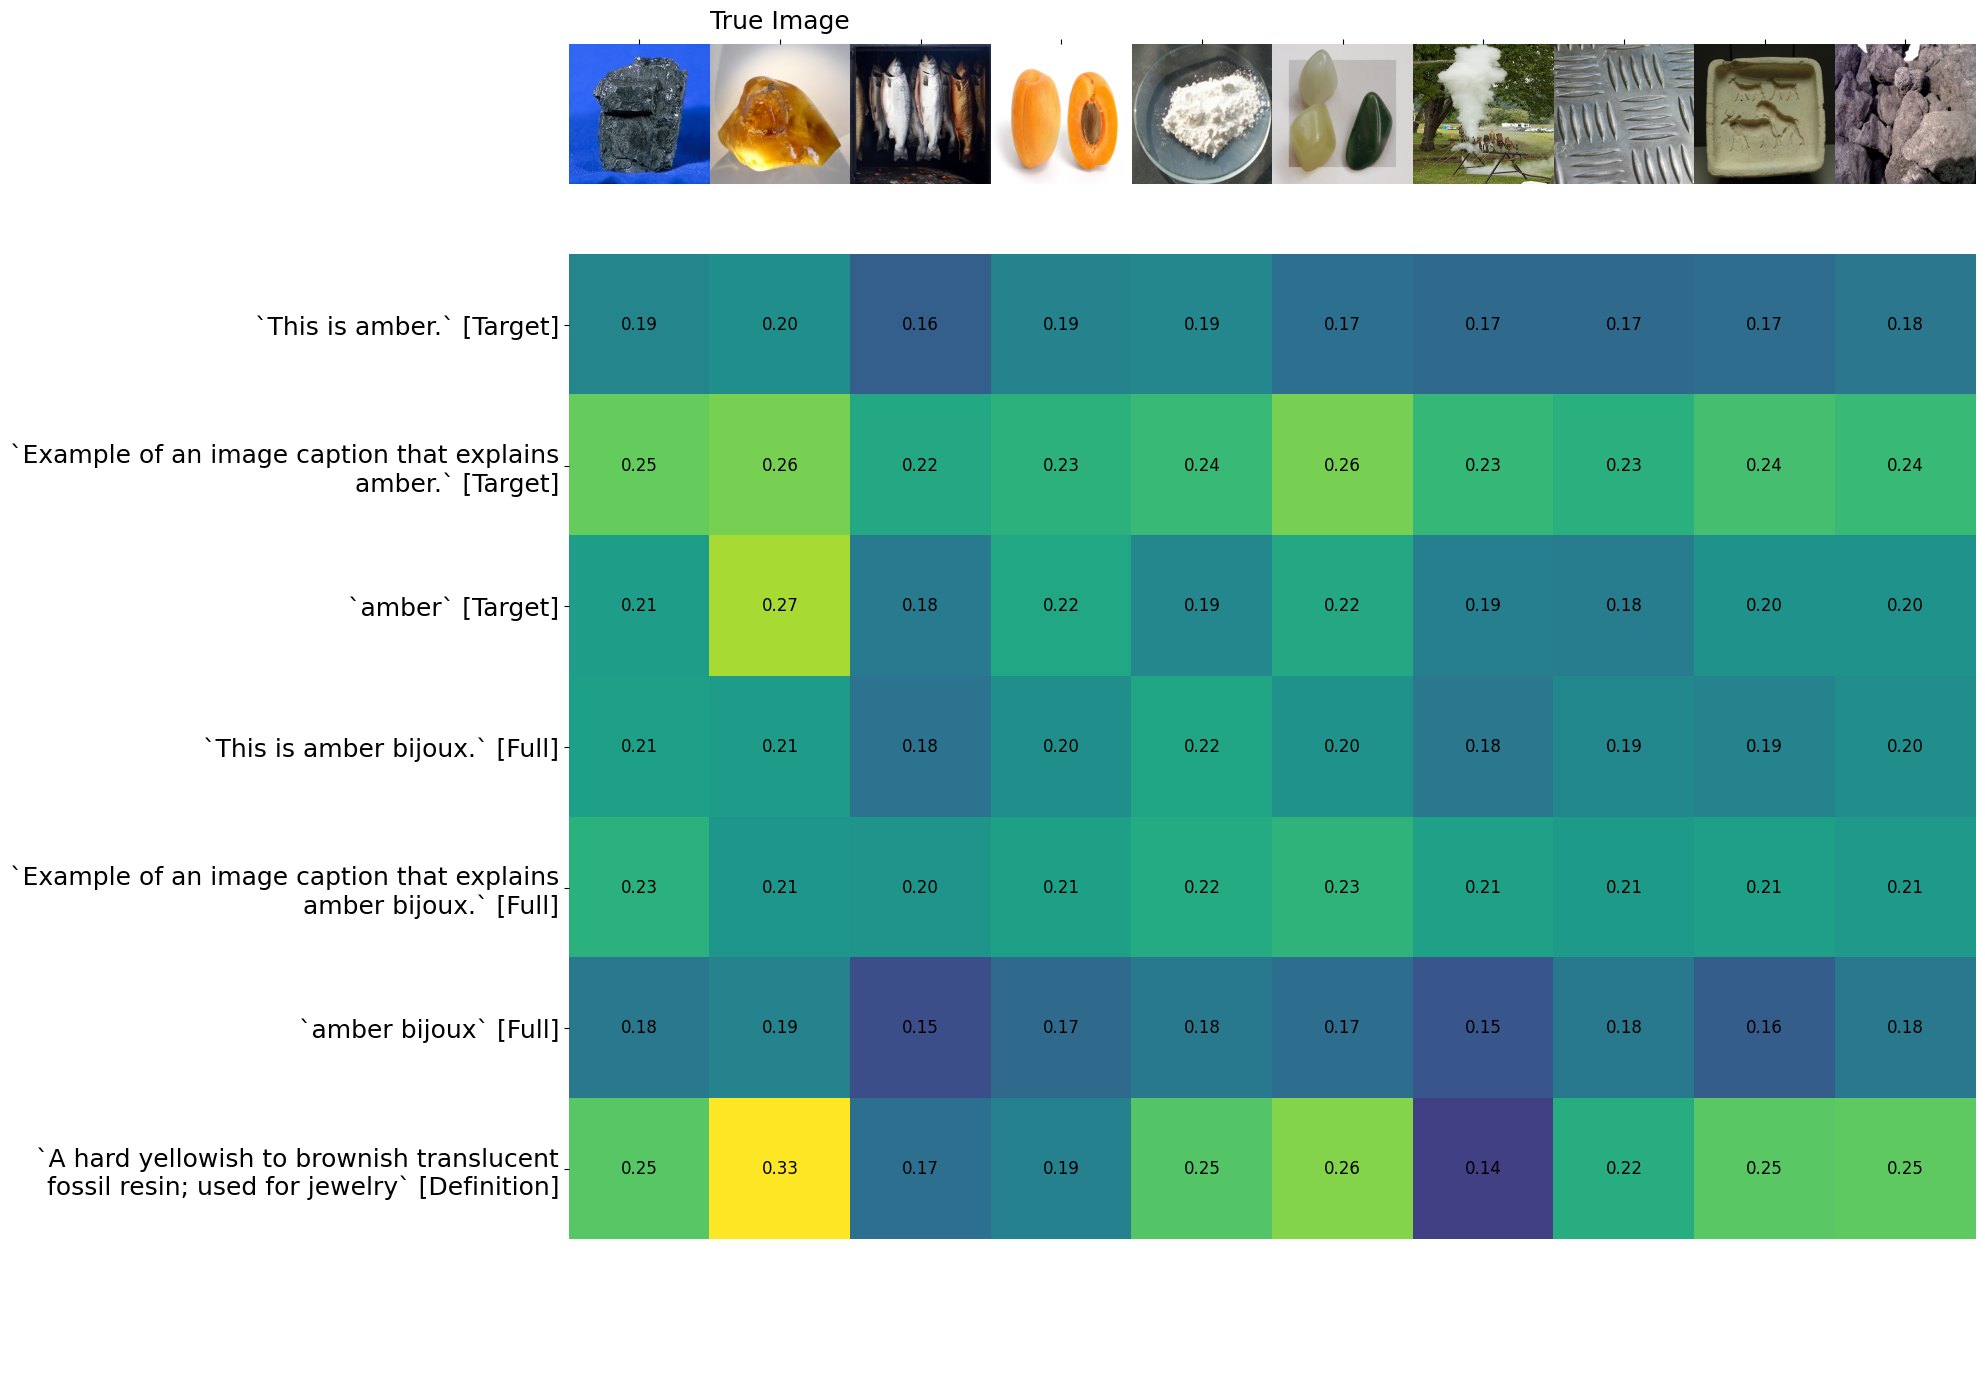 True Image
`This is amber.` [Target]
0.19 0.20 0.16 0.19 0.19 0.17 0.17 0.17 0.17 0.18
`Example of an image caption that explains
amber.` [Target]
0.25 0.26 0.22 0.23 0.24 0.26 0.23 0.23 0.24 0.24
`amber` [Target]
0.21 0.27 0.18 0.22 0.19 0.22 0.19 0.18 0.20 0.20
`This is amber bijoux.` [Full]
0.21 0.21 0.18 0.20 0.22 0.20 0.18 0.19 0.19 0.20
`Example of an image caption that explains
amber bijoux.` [Full]
0.23 0.21 0.20 0.21 0.22 0.23 0.21 0.21 0.21 0.21
`amber bijoux` [Full]
0.18 0.19 0.15 0.17 0.18 0.17 0.15 0.18 0.16 0.18
`A hard yellowish to brownish translucent
fossil resin; used for jewelry` [Definition]
0.25 0.33 0.17 0.19 0.25 0.26 0.14 0.22 0.25 0.25